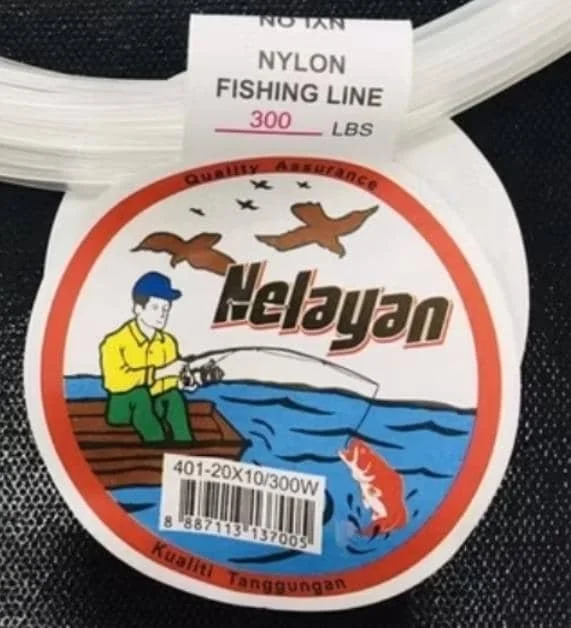 NYLON
FISHING LINE
300 LBS
Quality Assurance
Nelayan
401-20X10/300W
8 887113 137005
Kualiti Tanggungan